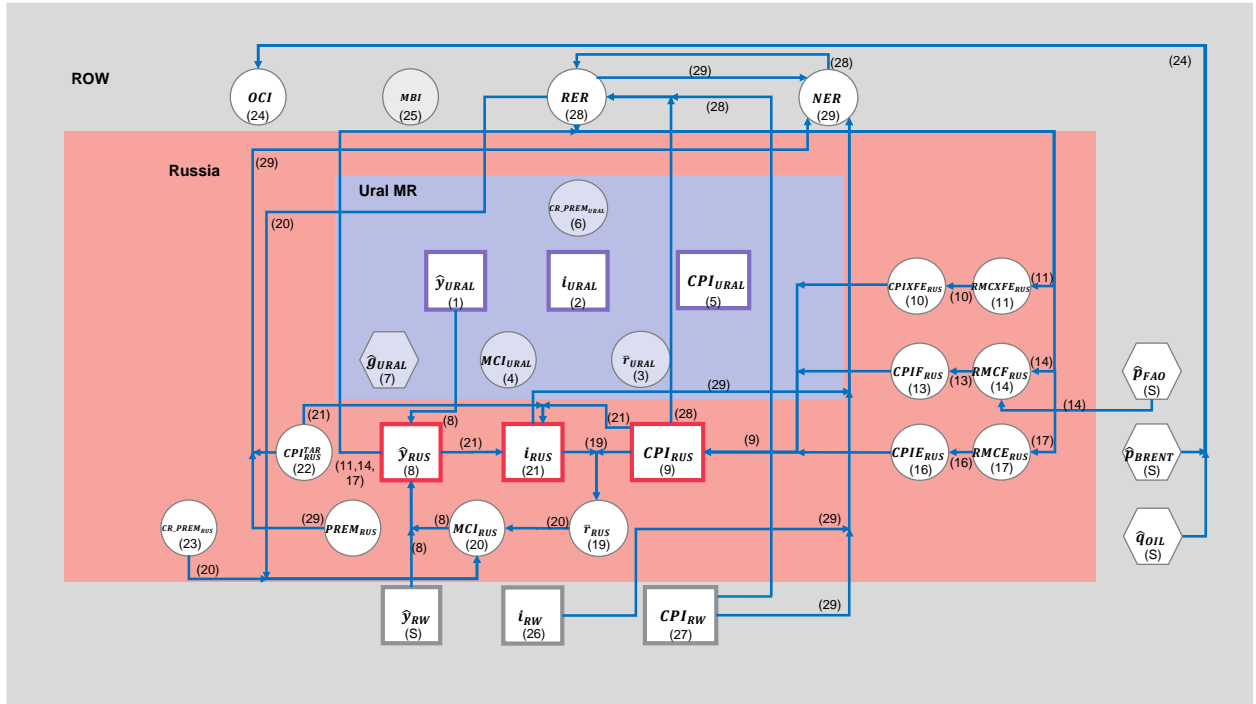 (24)
ROW
OCI
(24)
MBI
(25)
RER
(28)
(29)
(28)
NER
(29)
(28)
(29)
Russia
Ural MR
CR_PREM_URAL
(6)
(20)
ŷ_URAL
(1)
i_URAL
(2)
CPI_URAL
(5)
CPIXFE_RUS
(10)
(10)
RMCXFE_RUS
(11)
(11)
ĝ_URAL
(7)
MCI_URAL
(4)
r̄_URAL
(3)
(29)
CPIF_RUS
(13)
(13)
RMCF_RUS
(14)
(14)
p̂_FAO
(S)
(14)
(21)
(8)
(21)
(28)
CPI^TAR_RUS
(22)
(11,14,
17)
ŷ_RUS
(8)
(21)
i_RUS
(21)
(19)
CPI_RUS
(9)
(9)
CPIE_RUS
(16)
(16)
RMCE_RUS
(17)
(17)
p̂_BRENT
(S)
CR_PREM_RUS
(23)
(29)
PREM_RUS
(8)
(8)
MCI_RUS
(20)
(20)
r̄_RUS
(19)
(29)
q̂_OIL
(S)
(20)
ŷ_RW
(S)
i_RW
(26)
CPI_RW
(27)
(29)